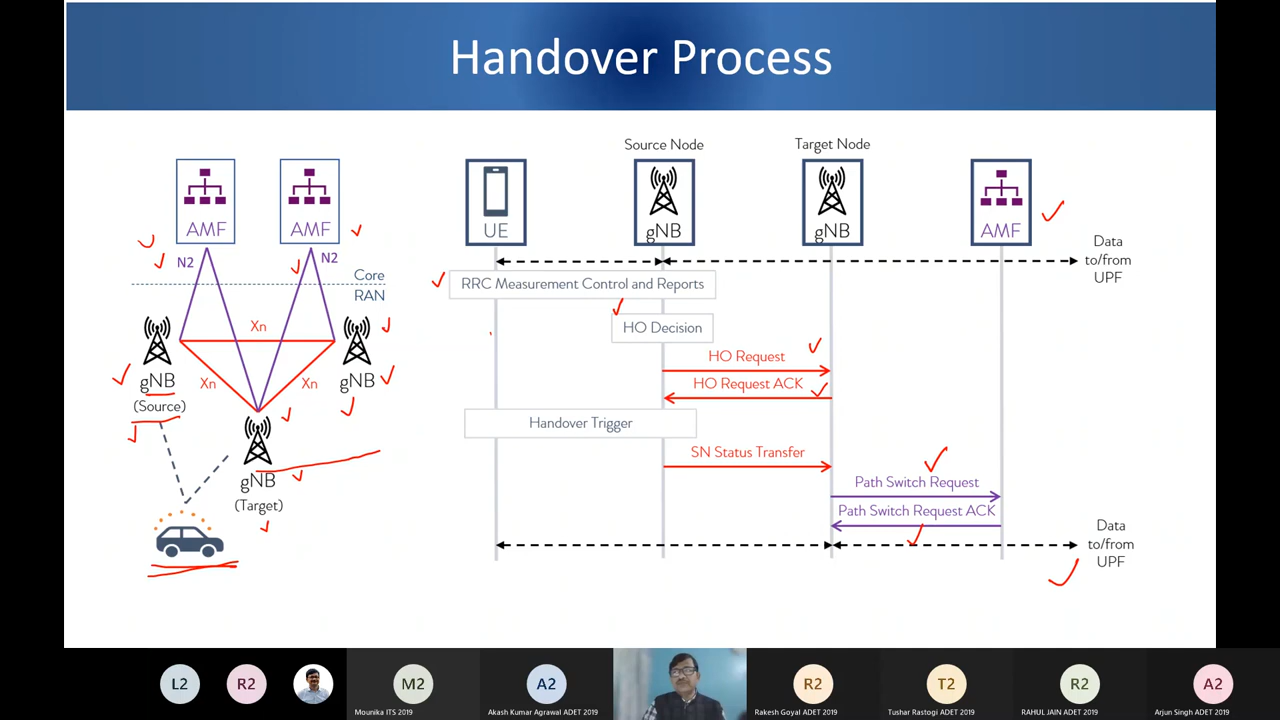 Handover Process
Source Node
Target Node
AMF
AMF
UE
gNB
gNB
AMF
N2
N2
Core
RAN
Data
to/from
UPF
RRC Measurement Control and Reports
Xn
HO Decision
HO Request
gNB
(Source)
Xn
Xn
gNB
HO Request ACK
Handover Trigger
SN Status Transfer
gNB
(Target)
Path Switch Request
Path Switch Request ACK
Data
to/from
UPF
L2
R2
M2
A2
R2
T2
R2
A2
Mounika ITS 2019
Akash Kumar Agrawal ADET 2019
Rakesh Goyal ADET 2019
Tushar Rastogi ADET 2019
RAHUL JAIN ADET 2019
Arjun Singh ADET 2019